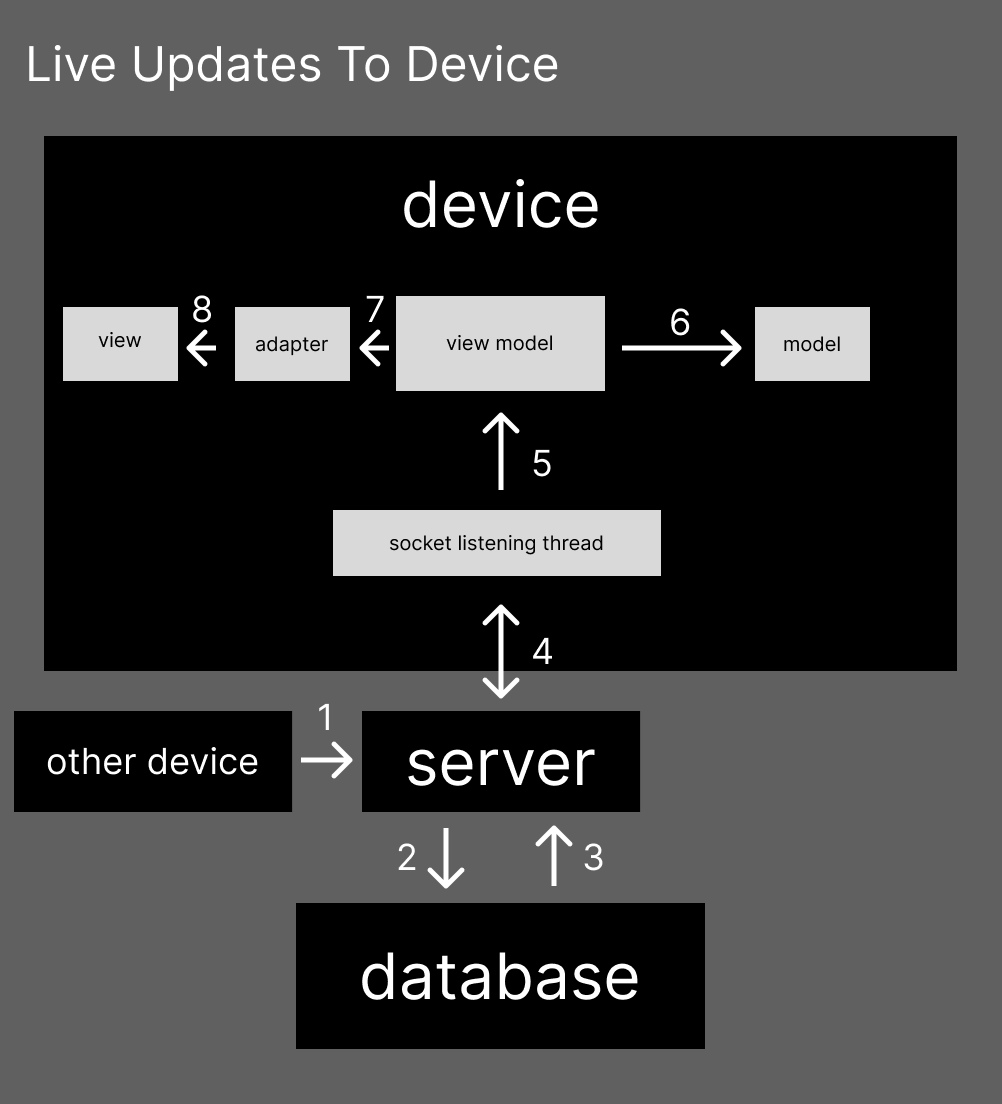 Live Updates To Device
device
8
7
6
view
adapter
view model
model
5
socket listening thread
4
1
other device
server
2
3
database